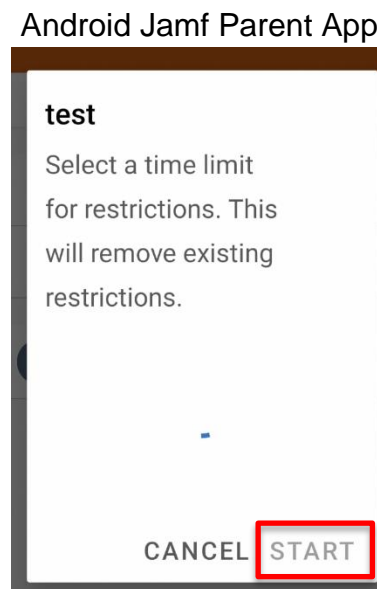 Android Jamf Parent App
test
Select a time limit
for restrictions. This
will remove existing
restrictions.
CANCEL START